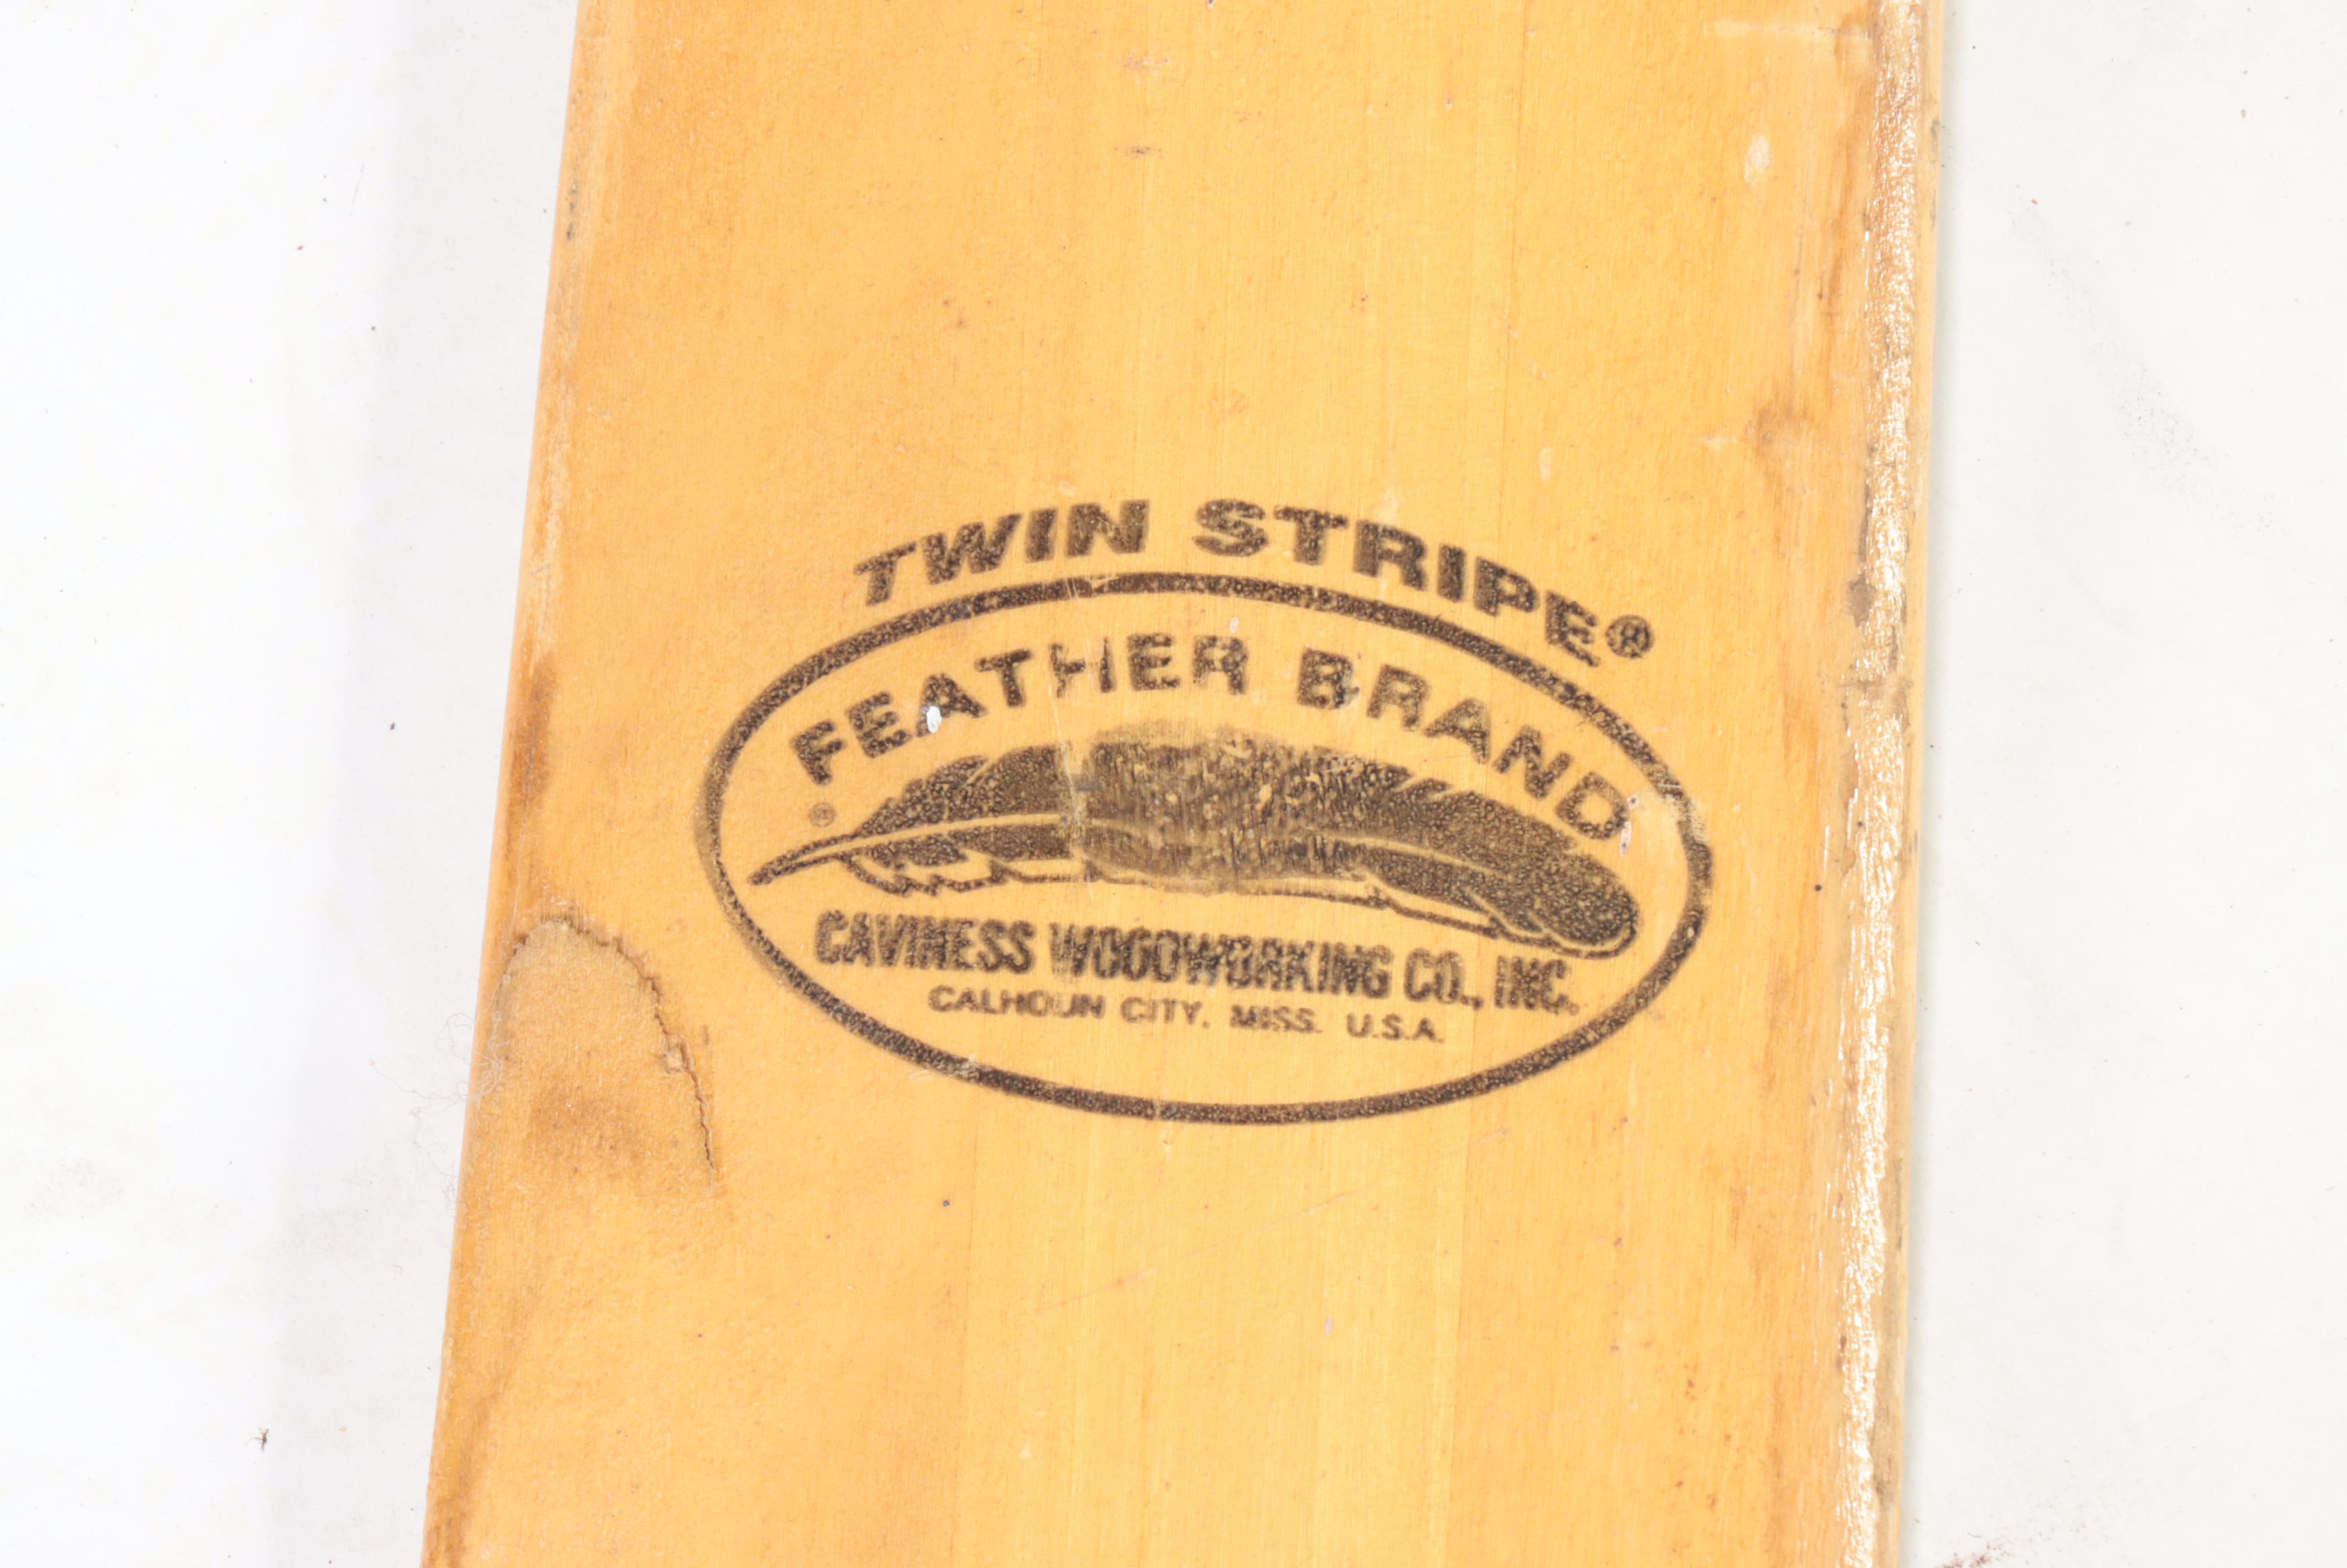 TWIN STRIPE®
FEATHER BRAND
®
CAVINESS WOODWORKING CO., INC.
CALHOUN CITY, MISS. U.S.A.